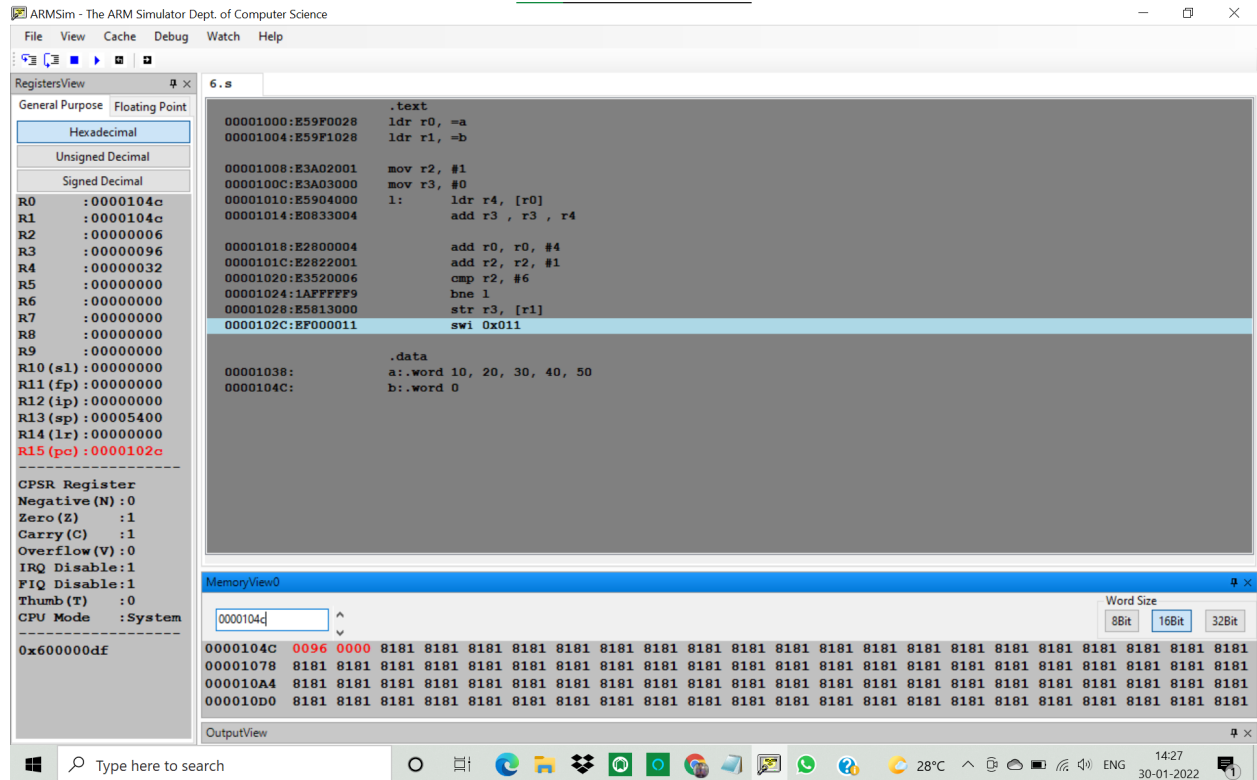 ARMSim - The ARM Simulator Dept. of Computer Science
File View Cache Debug Watch Help
RegistersView
General Purpose Floating Point
Hexadecimal
Unsigned Decimal
Signed Decimal
R0 :0000104c
R1 :0000104c
R2 :00000006
R3 :00000096
R4 :00000032
R5 :00000000
R6 :00000000
R7 :00000000
R8 :00000000
R9 :00000000
R10(sl):00000000
R11(fp):00000000
R12(ip):00000000
R13(sp):00005400
R14(lr):00000000
R15(pc):0000102c
CPSR Register
Negative(N):0
Zero(Z) :1
Carry(C) :1
Overflow(V):0
IRQ Disable:1
FIQ Disable:1
Thumb(T) :0
CPU Mode :System
0x600000df
6.s
.text
00001000:E59F0028 ldr r0, =a
00001004:E59F1028 ldr r1, =b
00001008:E3A02001 mov r2, #1
0000100C:E3A03000 mov r3, #0
00001010:E5904000 l: ldr r4, [r0]
00001014:E0833004 add r3 , r3 , r4
00001018:E2800004 add r0, r0, #4
0000101C:E2822001 add r2, r2, #1
00001020:E3520006 cmp r2, #6
00001024:1AFFFFF9 bne l
00001028:E5813000 str r3, [r1]
0000102C:EF000011 swi 0x011
.data
00001038: a:.word 10, 20, 30, 40, 50
0000104C: b:.word 0
MemoryView0
0000104c
Word Size
8Bit 16Bit 32Bit
0000104C 0096 0000 8181 8181 8181 8181 8181 8181 8181 8181 8181 8181 8181 8181 8181 8181 8181 8181 8181 8181 8181 8181
00001078 8181 8181 8181 8181 8181 8181 8181 8181 8181 8181 8181 8181 8181 8181 8181 8181 8181 8181 8181 8181 8181 8181
000010A4 8181 8181 8181 8181 8181 8181 8181 8181 8181 8181 8181 8181 8181 8181 8181 8181 8181 8181 8181 8181 8181 8181
000010D0 8181 8181 8181 8181 8181 8181 8181 8181 8181 8181 8181 8181 8181 8181 8181 8181 8181 8181 8181 8181 8181 8181
OutputView
Type here to search
28°C ENG
14:27
30-01-2022
1